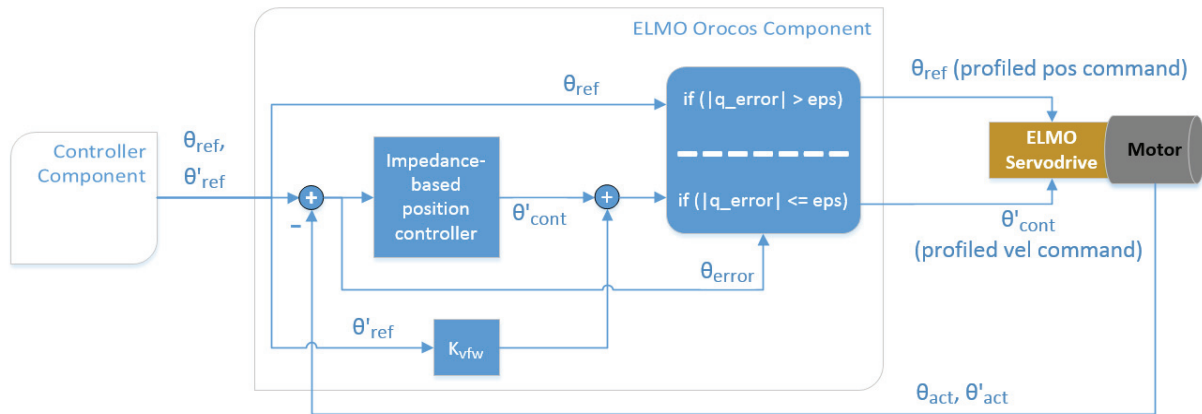 ELMO Orocos Component
θref (profiled pos command)
θref
if (|q_error| > eps)
Controller
Component
θref,
θ'ref
Impedance-
based
position
controller
ELMO
Servodrive
Motor
+
+
−
θ'cont
if (|q_error| <= eps)
θ'cont
(profiled vel command)
θerror
θ'ref
Kvfw
θact, θ'act